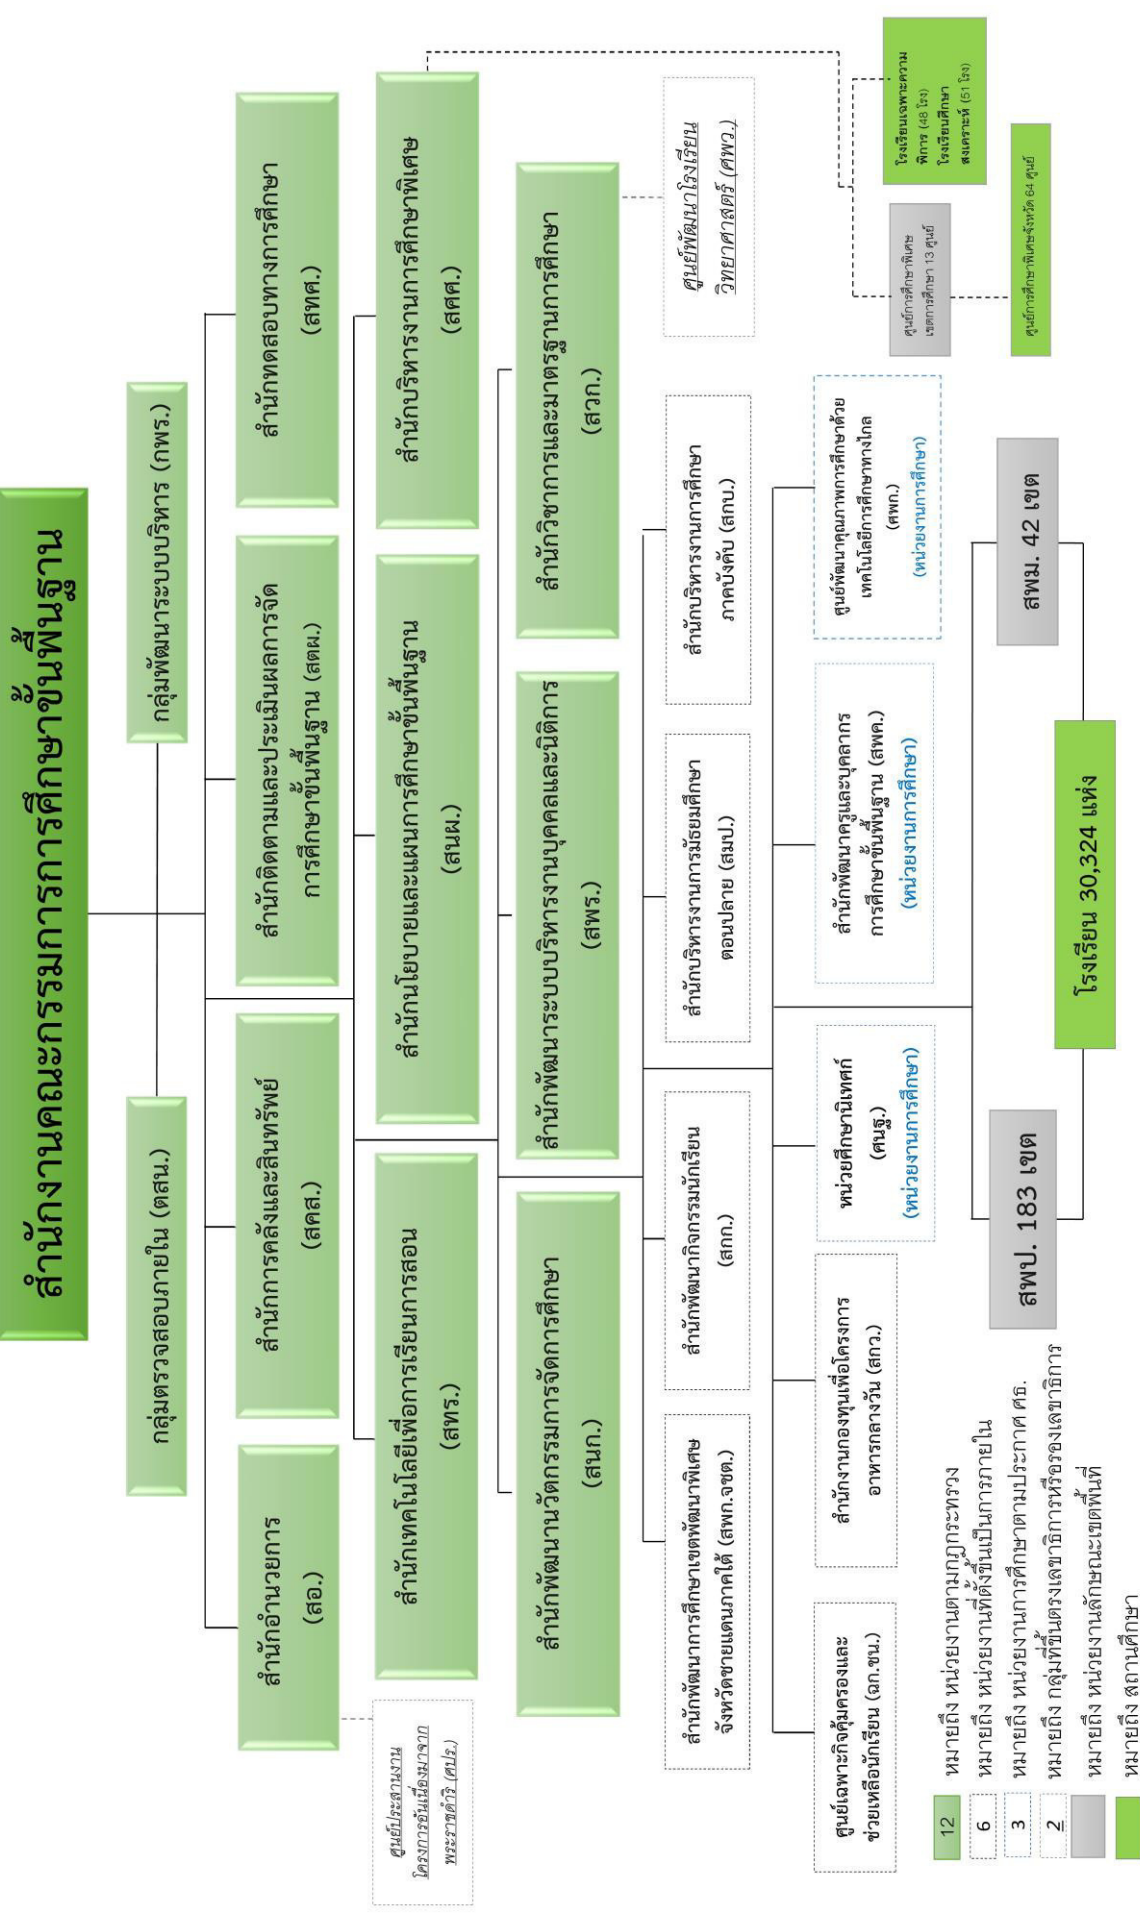 สำนักงานคณะกรรมการการศึกษาขั้นพื้นฐาน
กลุ่มตรวจสอบภายใน (ตสน.)
กลุ่มพัฒนาระบบบริหาร (กพร.)
สำนักอำนวยการ
(สอ.)
สำนักการคลังและสินทรัพย์
(สคส.)
สำนักติดตามและประเมินผลการจัด
การศึกษาขั้นพื้นฐาน (สตผ.)
สำนักทดสอบทางการศึกษา
(สทศ.)
ศูนย์ประสานงาน
โครงการอันเนื่องมาจาก
พระราชดำริ (ศปร.)
สำนักเทคโนโลยีเพื่อการเรียนการสอน
(สทร.)
สำนักนโยบายและแผนการศึกษาขั้นพื้นฐาน
(สนผ.)
สำนักบริหารงานการศึกษาพิเศษ
(สศศ.)
สำนักพัฒนานวัตกรรมการจัดการศึกษา
(สนก.)
สำนักพัฒนาระบบบริหารงานบุคคลและนิติการ
(สพร.)
สำนักวิชาการและมาตรฐานการศึกษา
(สวก.)
ศูนย์พัฒนาโรงเรียน
วิทยาศาสตร์ (ศพว.)
สำนักพัฒนาการศึกษาเขตพัฒนาพิเศษ
จังหวัดชายแดนภาคใต้ (สพก.จชต.)
สำนักพัฒนากิจกรรมนักเรียน
(สกก.)
สำนักบริหารงานการมัธยมศึกษา
ตอนปลาย (สมป.)
สำนักบริหารงานการศึกษา
ภาคบังคับ (สกบ.)
ศูนย์เฉพาะกิจคุ้มครองและ
ช่วยเหลือนักเรียน (ฉก.ชน.)
สำนักงานกองทุนเพื่อโครงการ
อาหารกลางวัน (สกว.)
หน่วยศึกษานิเทศก์
(ศนฐ.)
(หน่วยงานการศึกษา)
สำนักพัฒนาครูและบุคลากร
การศึกษาขั้นพื้นฐาน (สพค.)
(หน่วยงานการศึกษา)
ศูนย์พัฒนาคุณภาพการศึกษาด้วย
เทคโนโลยีการศึกษาทางไกล
(ศพก.)
(หน่วยงานการศึกษา)
ศูนย์การศึกษาพิเศษ
เขตการศึกษา 13 ศูนย์
โรงเรียนเฉพาะความ
พิการ (48 โรง)
โรงเรียนศึกษา
สงเคราะห์ (51 โรง)
ศูนย์การศึกษาพิเศษจังหวัด 64 ศูนย์
สพป. 183 เขต
สพม. 42 เขต
โรงเรียน 30,324 แห่ง
12 หมายถึง หน่วยงานตามกฎกระทรวง
6 หมายถึง หน่วยงานที่ตั้งขึ้นเป็นการภายใน
3 หมายถึง หน่วยงานการศึกษาตามประกาศ ศธ.
2 หมายถึง กลุ่มที่ขึ้นตรงเลขาธิการหรือรองเลขาธิการ
หมายถึง หน่วยงานลักษณะเขตพื้นที่
หมายถึง สถานศึกษา